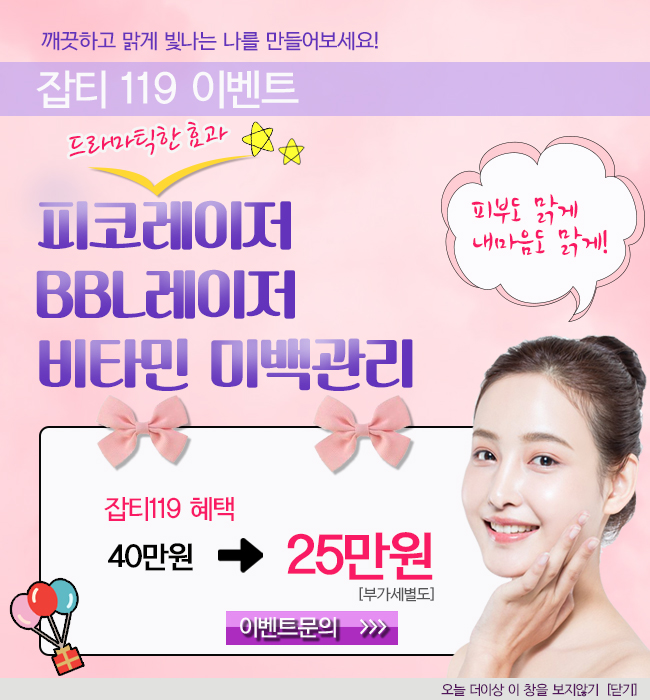 깨끗하고 맑게 빛나는 나를 만들어보세요!
잡티 119 이벤트
드라마틱한 효과
피부도 맑게
내마음도 맑게!
피코레이저
BBL레이저
비타민 미백관리
잡티119 혜택
40만원 25만원
[부가세별도]
이벤트문의 >>>
오늘 더이상 이 창을 보지않기 [닫기]